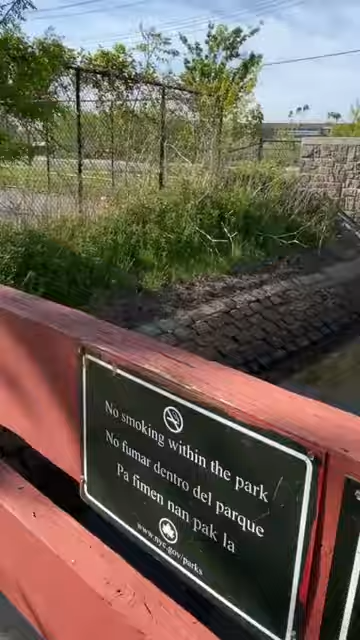 No smoking within the park
No fumar dentro del parque
Pa fimen nan pak la
www.nyc.gov/parks